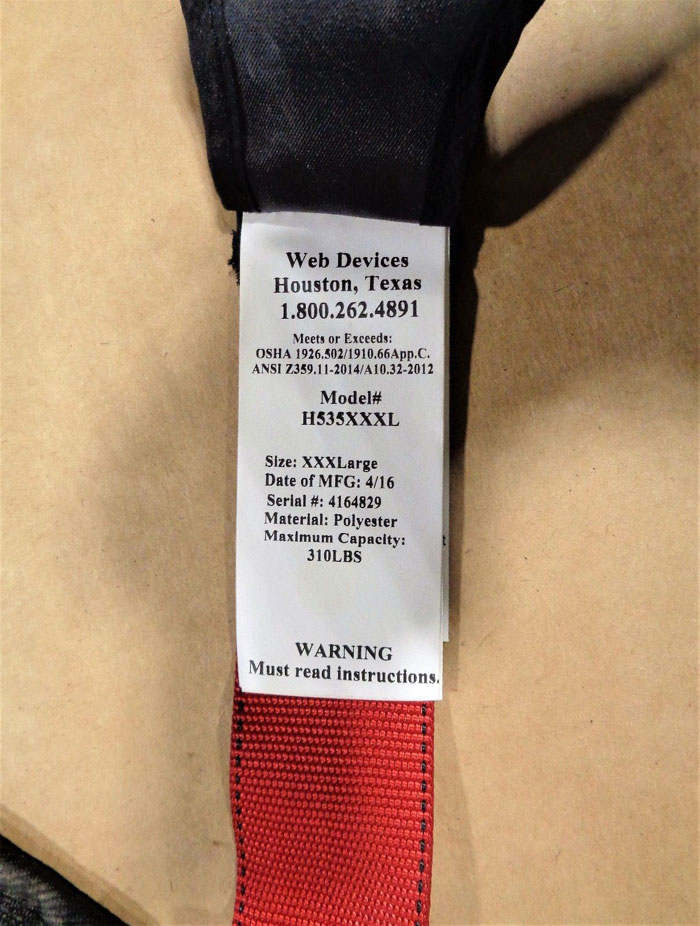 Web Devices
Houston, Texas
1.800.262.4891
Meets or Exceeds:
OSHA 1926.502/1910.66App.C.
ANSI Z359.11-2014/A10.32-2012
Model#
H535XXXL
Size: XXXLarge
Date of MFG: 4/16
Serial #: 4164829
Material: Polyester
Maximum Capacity:
310LBS
WARNING
Must read instructions.